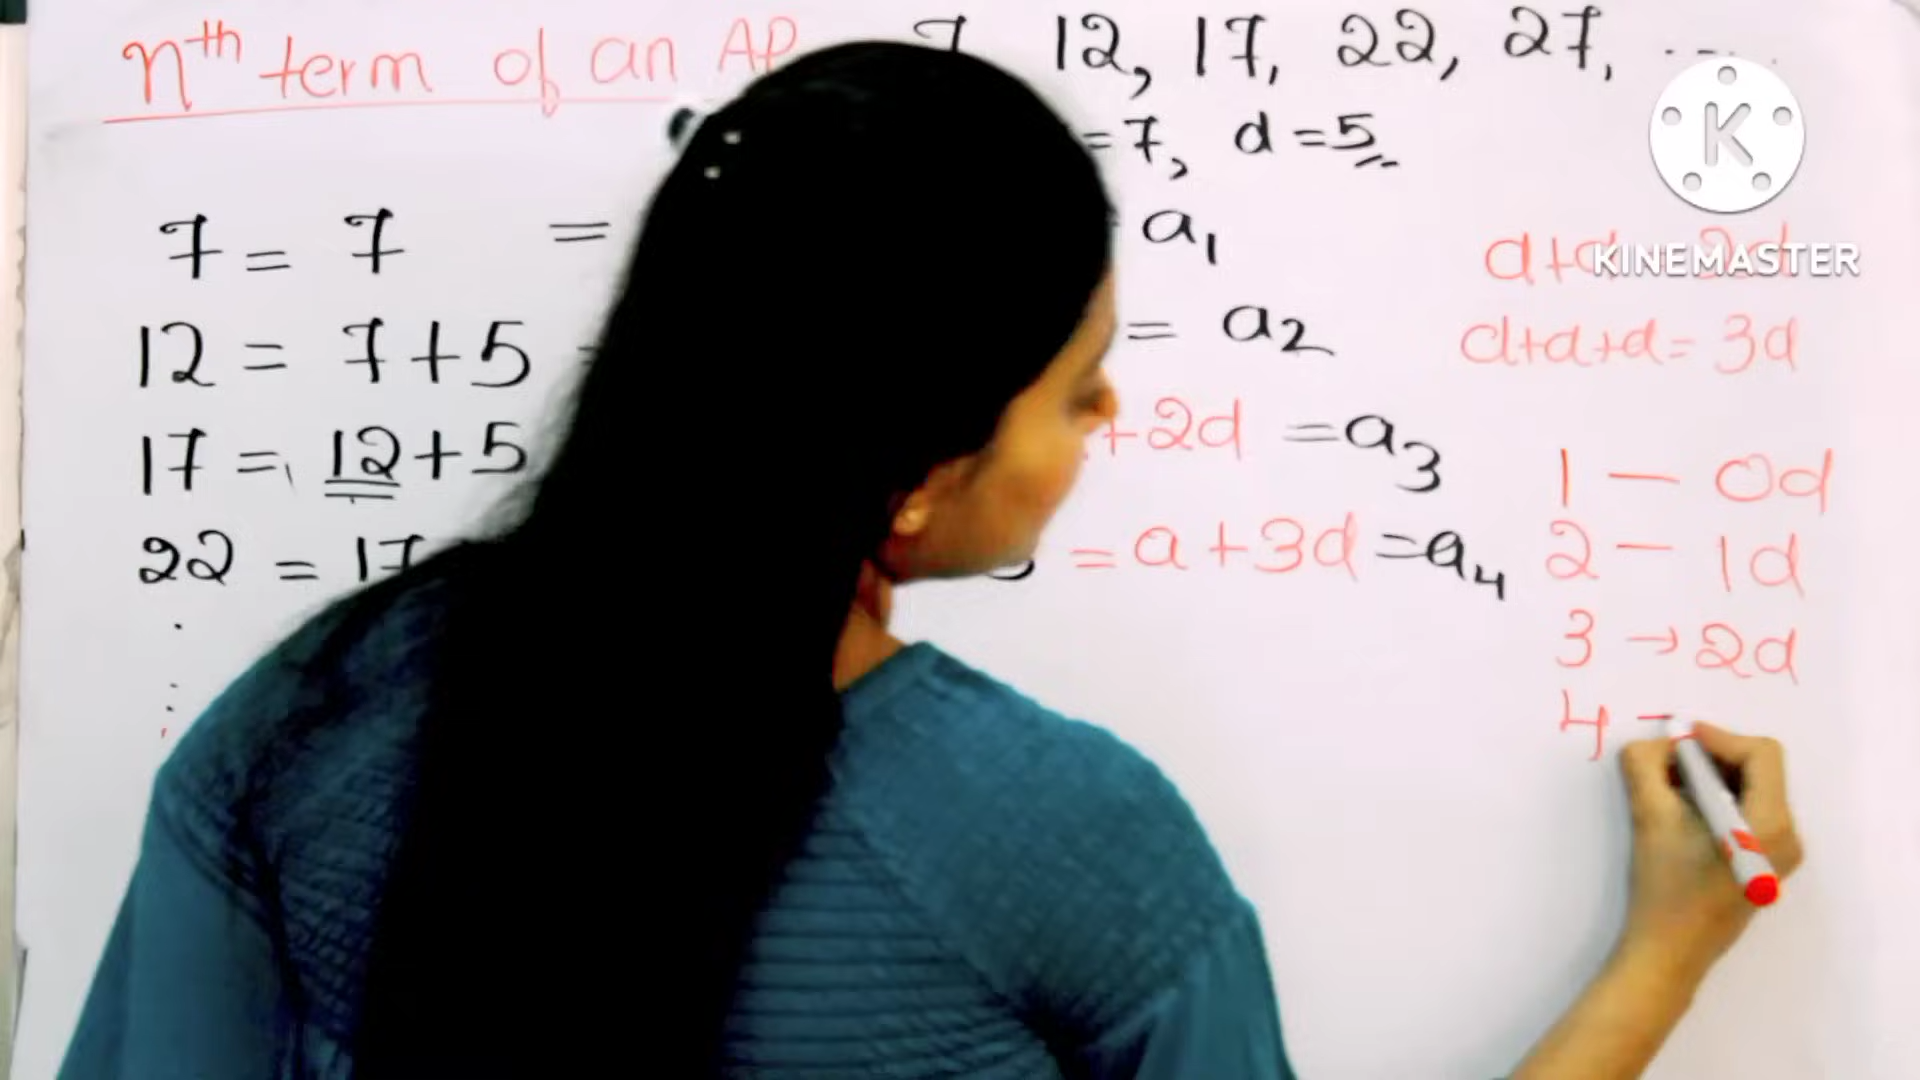 nth term of an AP 7, 12, 17, 22, 27, ...
=7, d=5
7 = 7 = a1
12 = 7+5 = a2
17 = 12+5 +2d = a3
22 = 17 = a+3d = a4
K
KINEMASTER
d+d 2d
d+d+d = 3d
1 — 0d
2 — 1d
3 → 2d
4 -